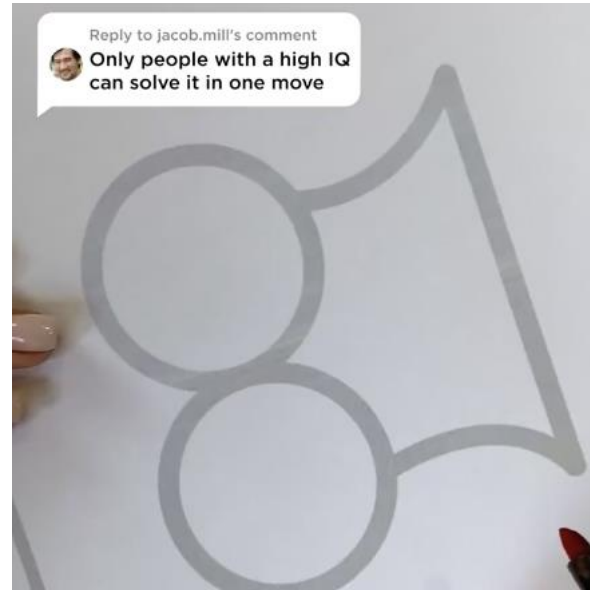 Reply to jacob.mill's comment
Only people with a high IQ
can solve it in one move